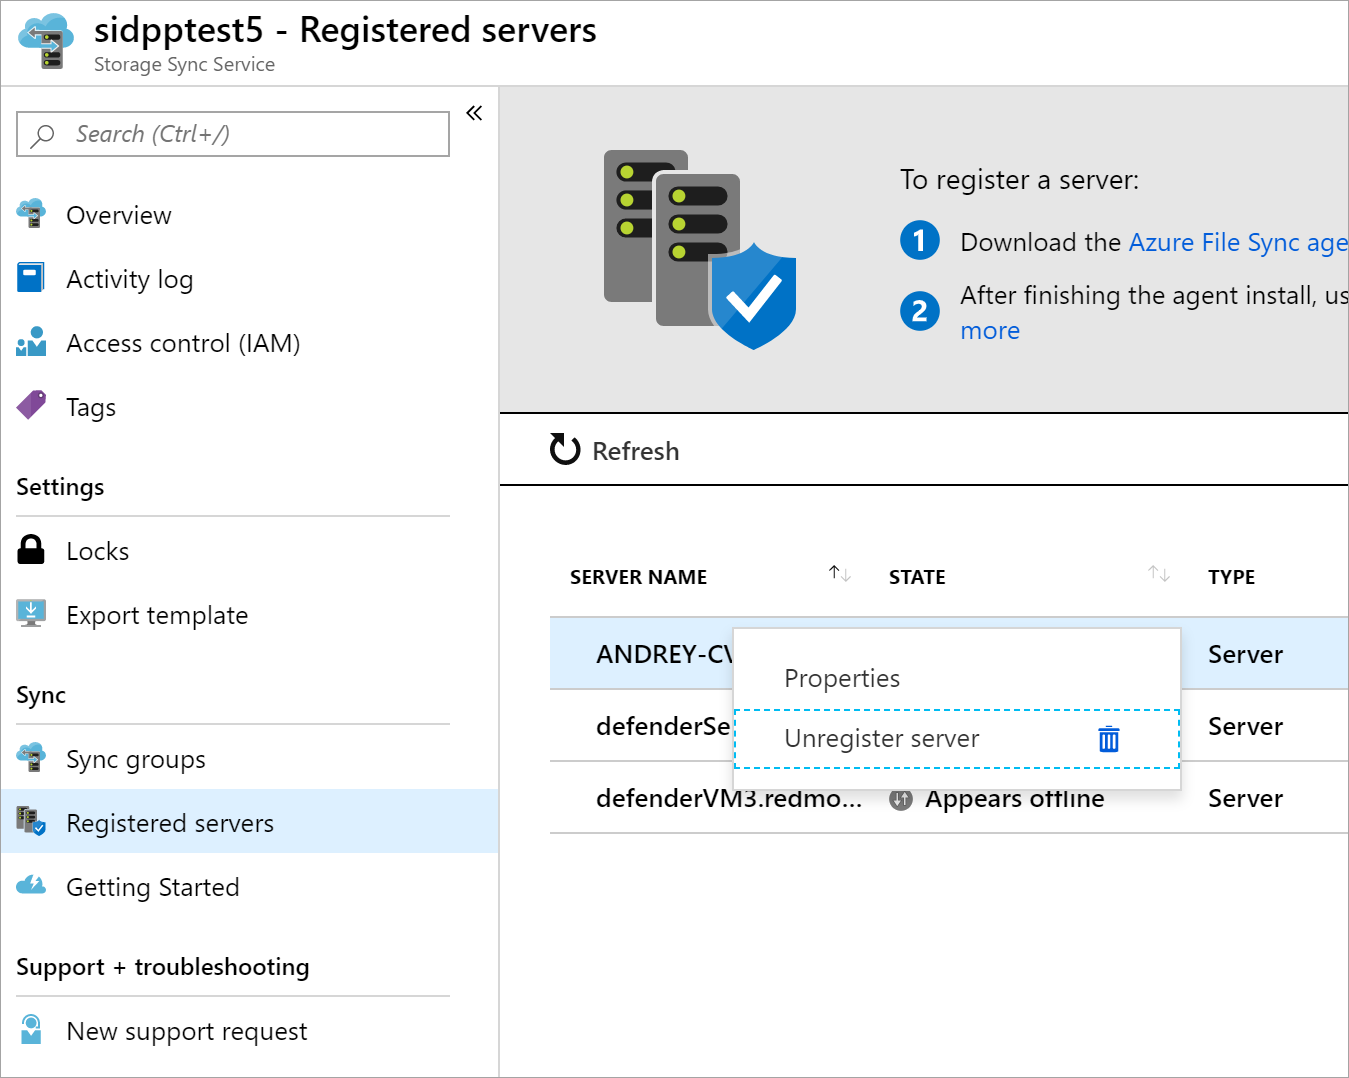 sidpptest5 - Registered servers
Storage Sync Service
«
Search (Ctrl+/)
Overview
Activity log
Access control (IAM)
Tags
Settings
Locks
Export template
Sync
Sync groups
Registered servers
Getting Started
Support + troubleshooting
New support request
To register a server:
1 Download the Azure File Sync age
2 After finishing the agent install, us
more
Refresh
SERVER NAME STATE TYPE
ANDREY-CV Server
Properties
defenderSe Server
Unregister server
defenderVM3.redmo... Appears offline Server